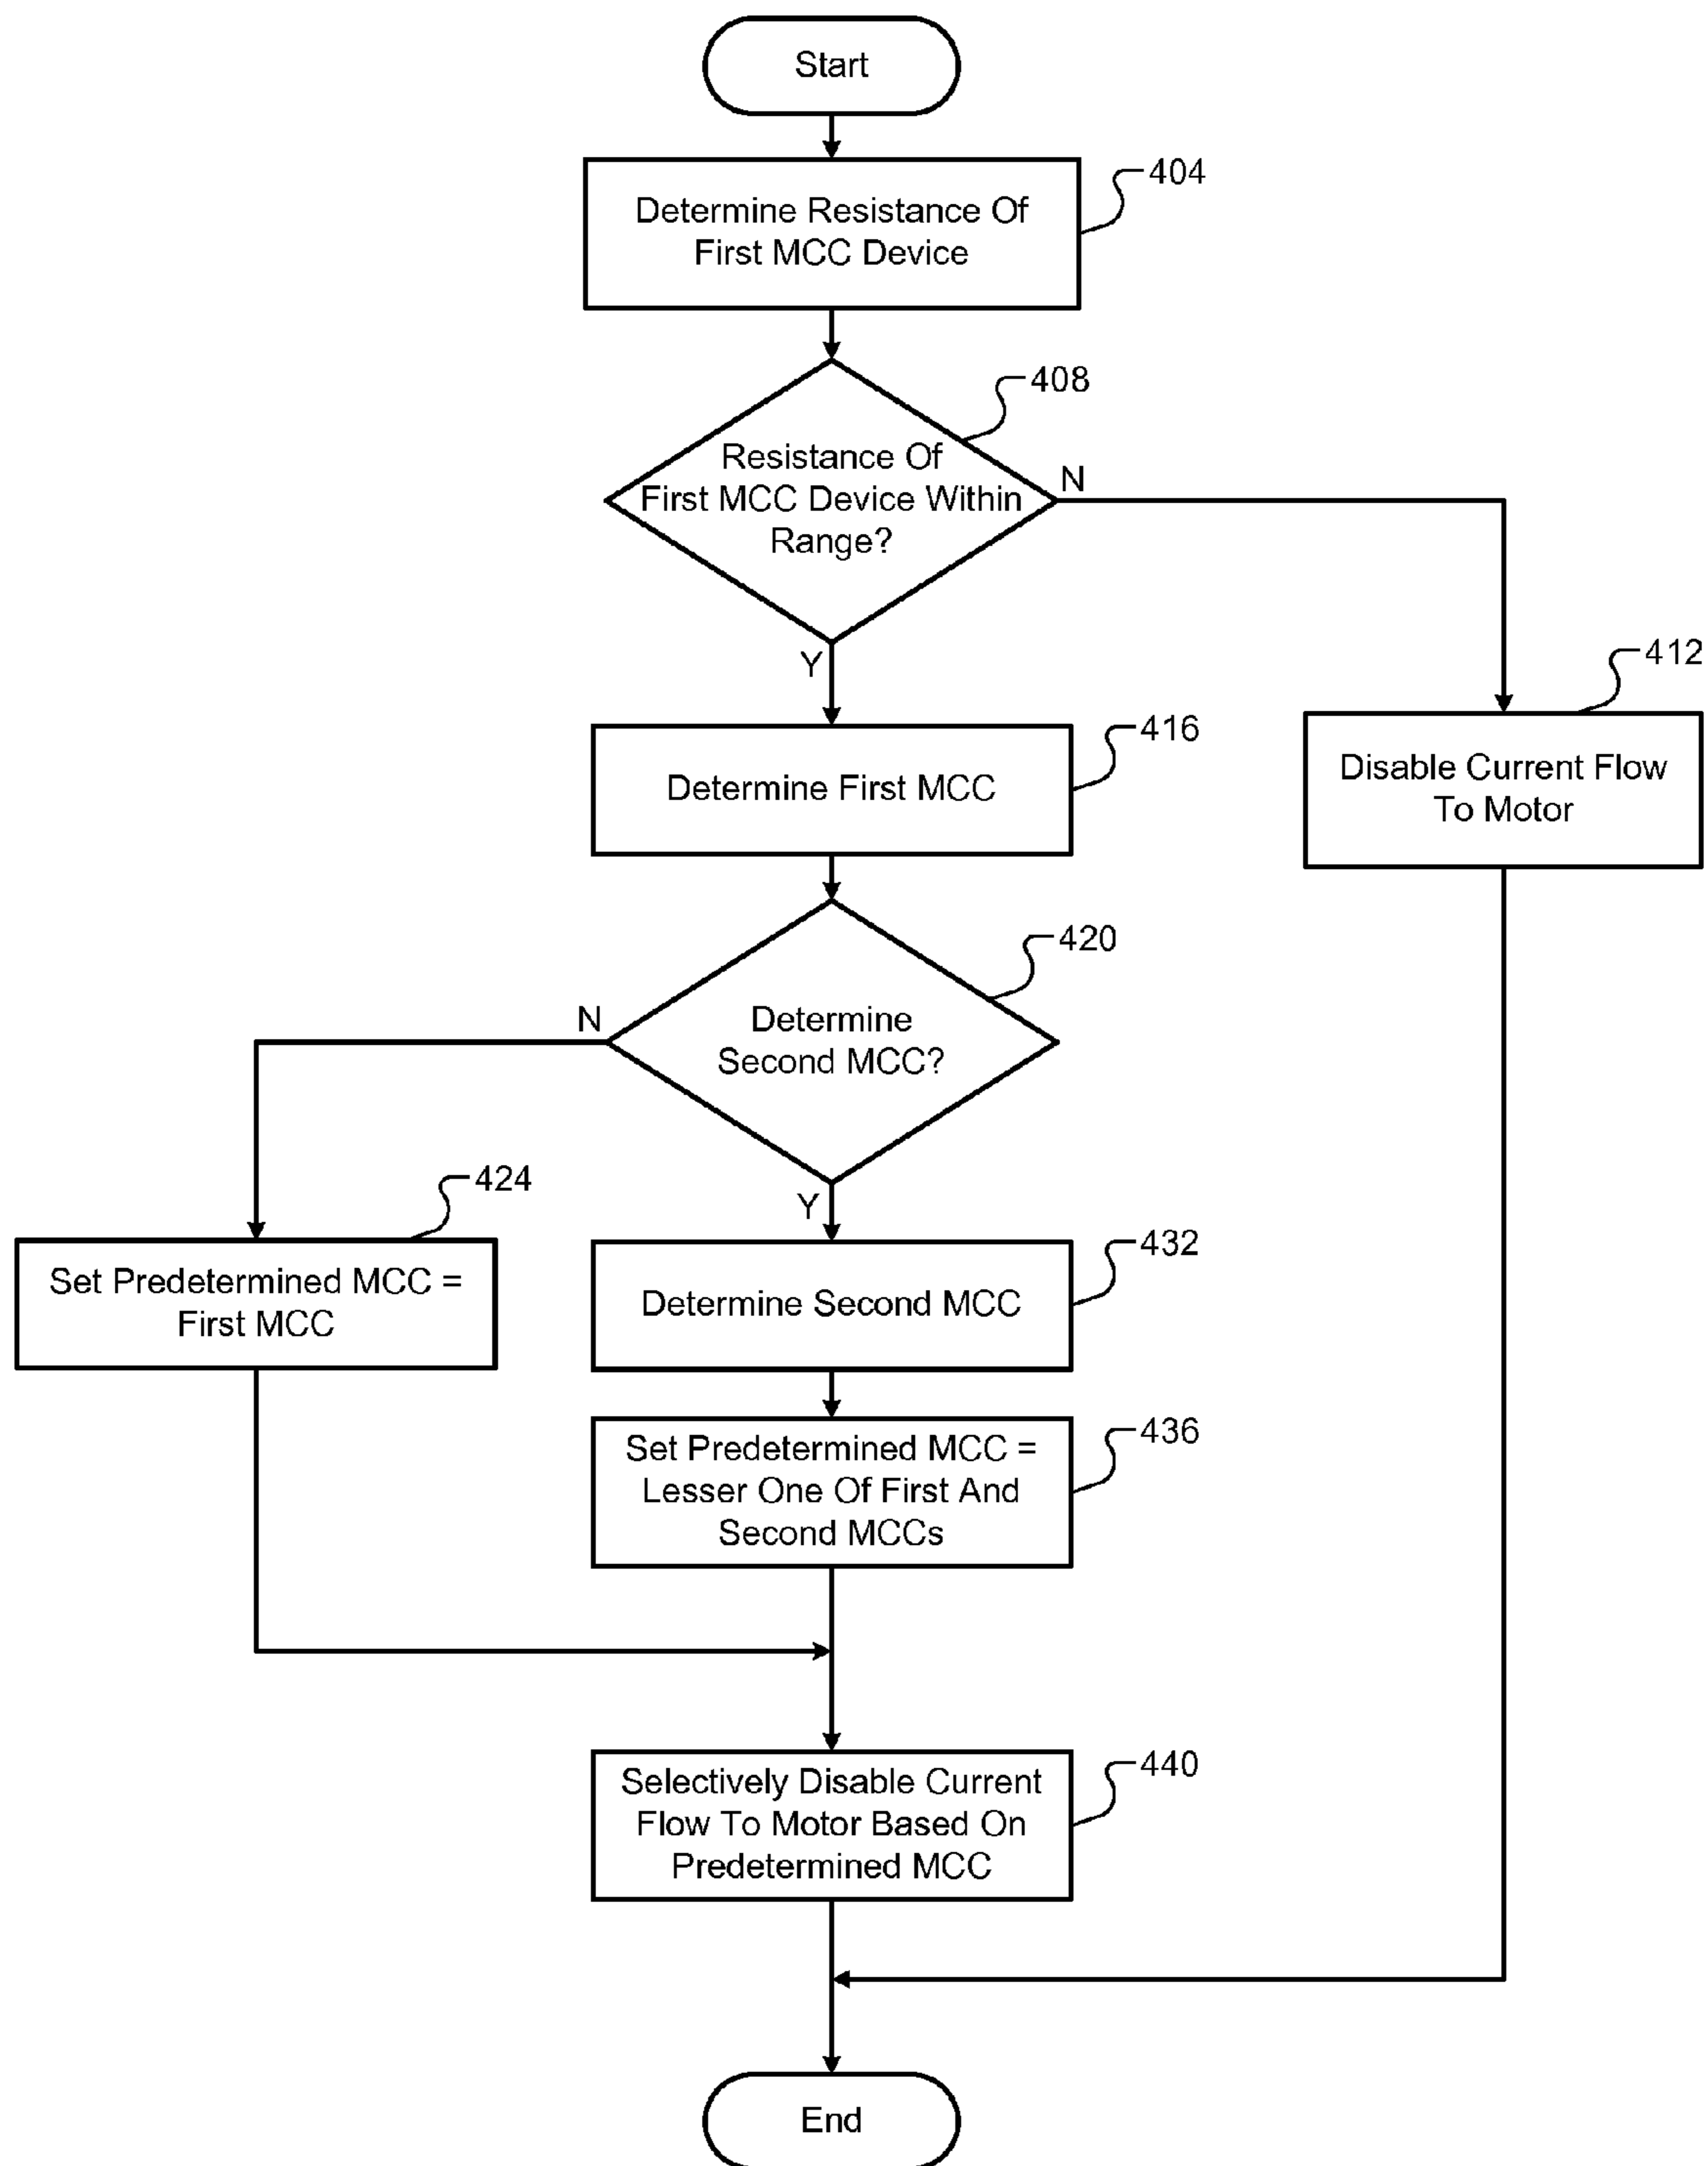 Start
404
Determine Resistance Of
First MCC Device
408
Resistance Of
First MCC Device Within
Range?
N
Y
412
Disable Current Flow
To Motor
416
Determine First MCC
420
Determine
Second MCC?
N
Y
424
Set Predetermined MCC =
First MCC
432
Determine Second MCC
436
Set Predetermined MCC =
Lesser One Of First And
Second MCCs
440
Selectively Disable Current
Flow To Motor Based On
Predetermined MCC
End